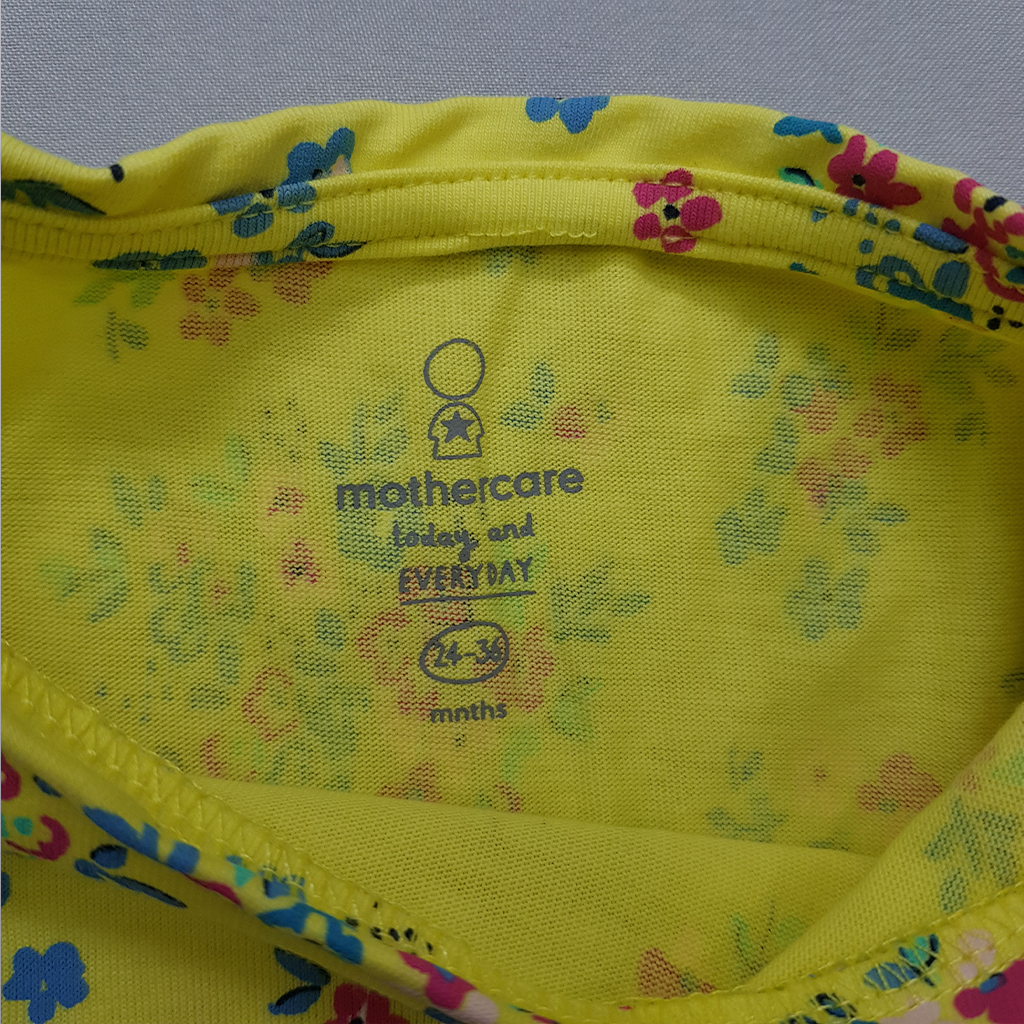 mothercare
today and
EVERYDAY
24-36
mnths